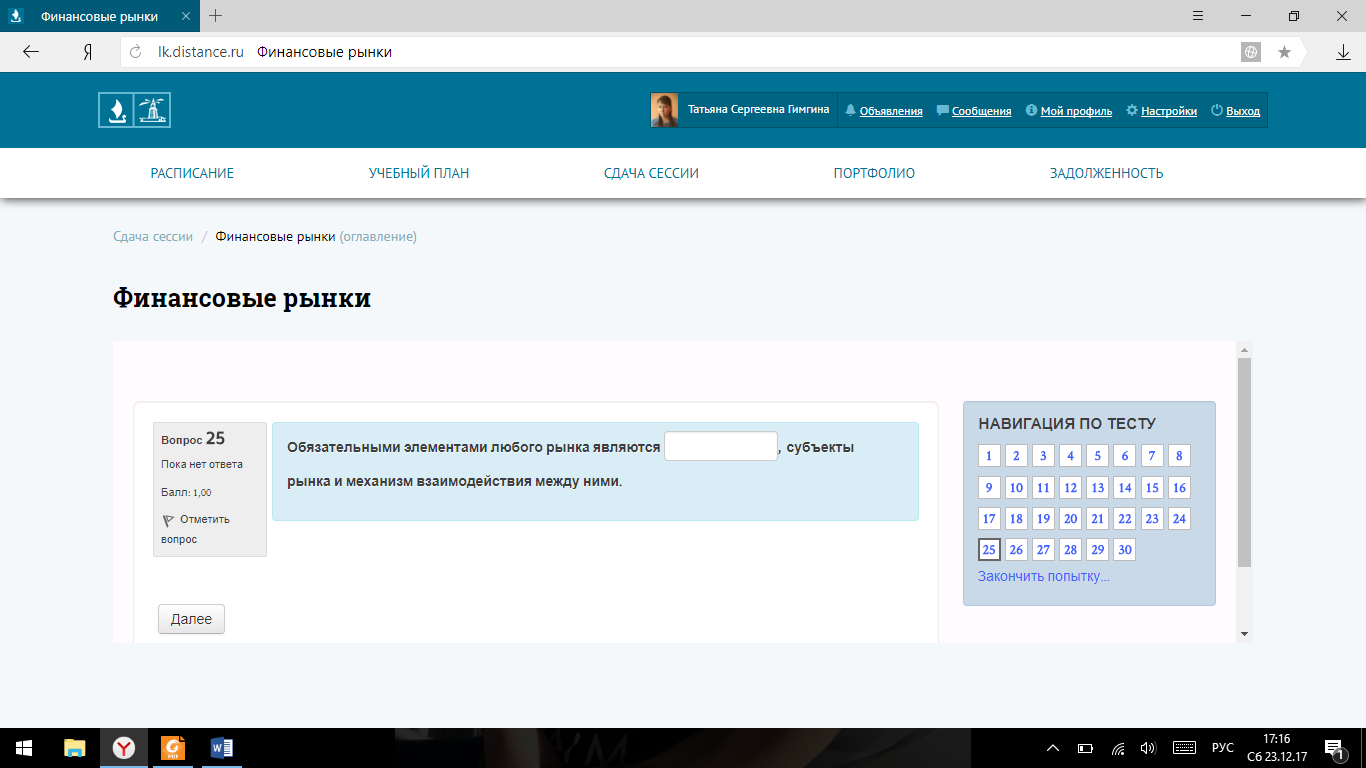 Финансовые рынки
lk.distance.ru Финансовые рынки
Татьяна Сергеевна Гимгина Объявления Сообщения Мой профиль Настройки Выход
РАСПИСАНИЕ УЧЕБНЫЙ ПЛАН СДАЧА СЕССИИ ПОРТФОЛИО ЗАДОЛЖЕННОСТЬ
Сдача сессии / Финансовые рынки (оглавление)
Финансовые рынки
Вопрос 25
Пока нет ответа
Балл: 1,00
Отметить
вопрос
Обязательными элементами любого рынка являются , субъекты
рынка и механизм взаимодействия между ними.
Далее
НАВИГАЦИЯ ПО ТЕСТУ
1 2 3 4 5 6 7 8
9 10 11 12 13 14 15 16
17 18 19 20 21 22 23 24
25 26 27 28 29 30
Закончить попытку...
РУС
17:16
Сб 23.12.17
1